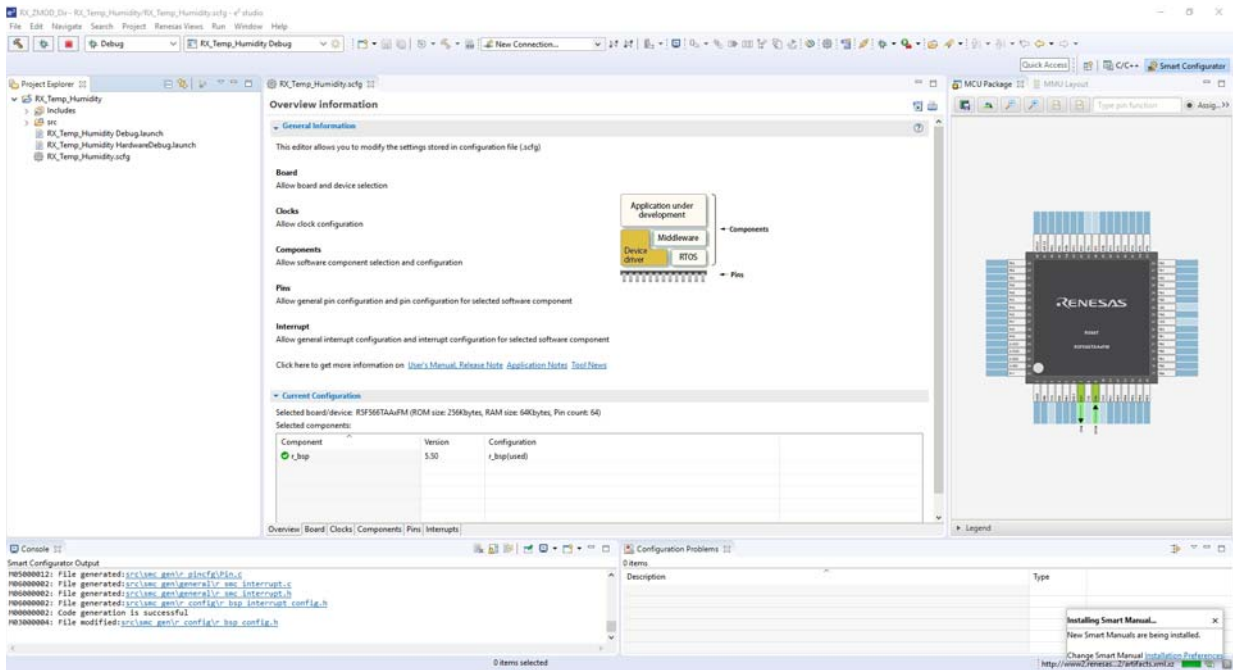 RX_ZMOD_Dir - RX_Temp_Humidity/RX_Temp_Humidity.scfg - e² studio
File Edit Navigate Search Project Renesas Views Run Window Help
Debug RX_Temp_Humidity Debug New Connection...
Quick Access C/C++ Smart Configurator
Project Explorer
RX_Temp_Humidity
Includes
src
RX_Temp_Humidity Debug.launch
RX_Temp_Humidity HardwareDebug.launch
RX_Temp_Humidity.scfg
RX_Temp_Humidity.scfg
Overview information
General Information
This editor allows you to modify the settings stored in configuration file (.scfg)
Board
Allow board and device selection
Clocks
Allow clock configuration
Components
Allow software component selection and configuration
Pins
Allow general pin configuration and pin configuration for selected software component
Interrupt
Allow general interrupt configuration and interrupt configuration for selected software component
Click here to get more information on User's Manual, Release Note Application Notes Tool News
Application under
development
Middleware
Device
driver
RTOS
Components
Pins
Current Configuration
Selected board/device: R5F566TAAxFM (ROM size: 256Kbytes, RAM size: 64Kbytes, Pin count: 64)
Selected components:
Component Version Configuration
r_bsp 5.50 r_bsp(used)
Overview Board Clocks Components Pins Interrupts
MCU Package MMU Layout
Type pin function Assig...
RENESAS
Legend
Console
Smart Configurator Output
M05000012: File generated:src\smc_gen\r_pincfg\Pin.c
M06000002: File generated:src\smc_gen\general\r_smc_interrupt.c
M06000002: File generated:src\smc_gen\general\r_smc_interrupt.h
M06000002: File generated:src\smc_gen\r_config\r_bsp_interrupt_config.h
M00000002: Code generation is successful
M03000004: File modified:src\smc_gen\r_config\r_bsp_config.h
Configuration Problems
0 items
Description Type
Installing Smart Manual...
New Smart Manuals are being installed.
Change Smart Manual Installation Preferences
0 items selected
http://www2.renesas...2/artifacts.xml.xz